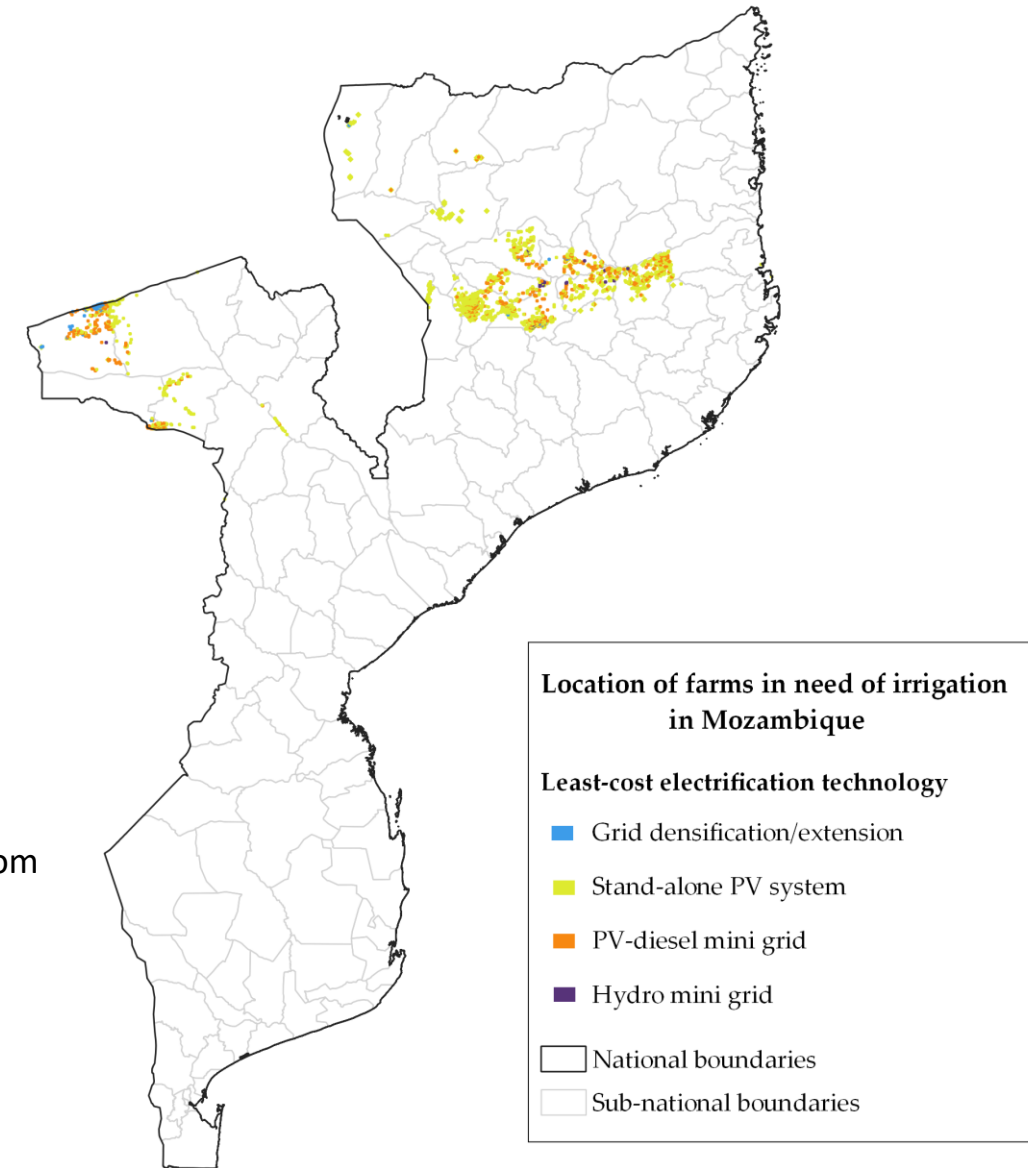 om
Location of farms in need of irrigation
in Mozambique
Least-cost electrification technology
Grid densification/extension
Stand-alone PV system
PV-diesel mini grid
Hydro mini grid
National boundaries
Sub-national boundaries